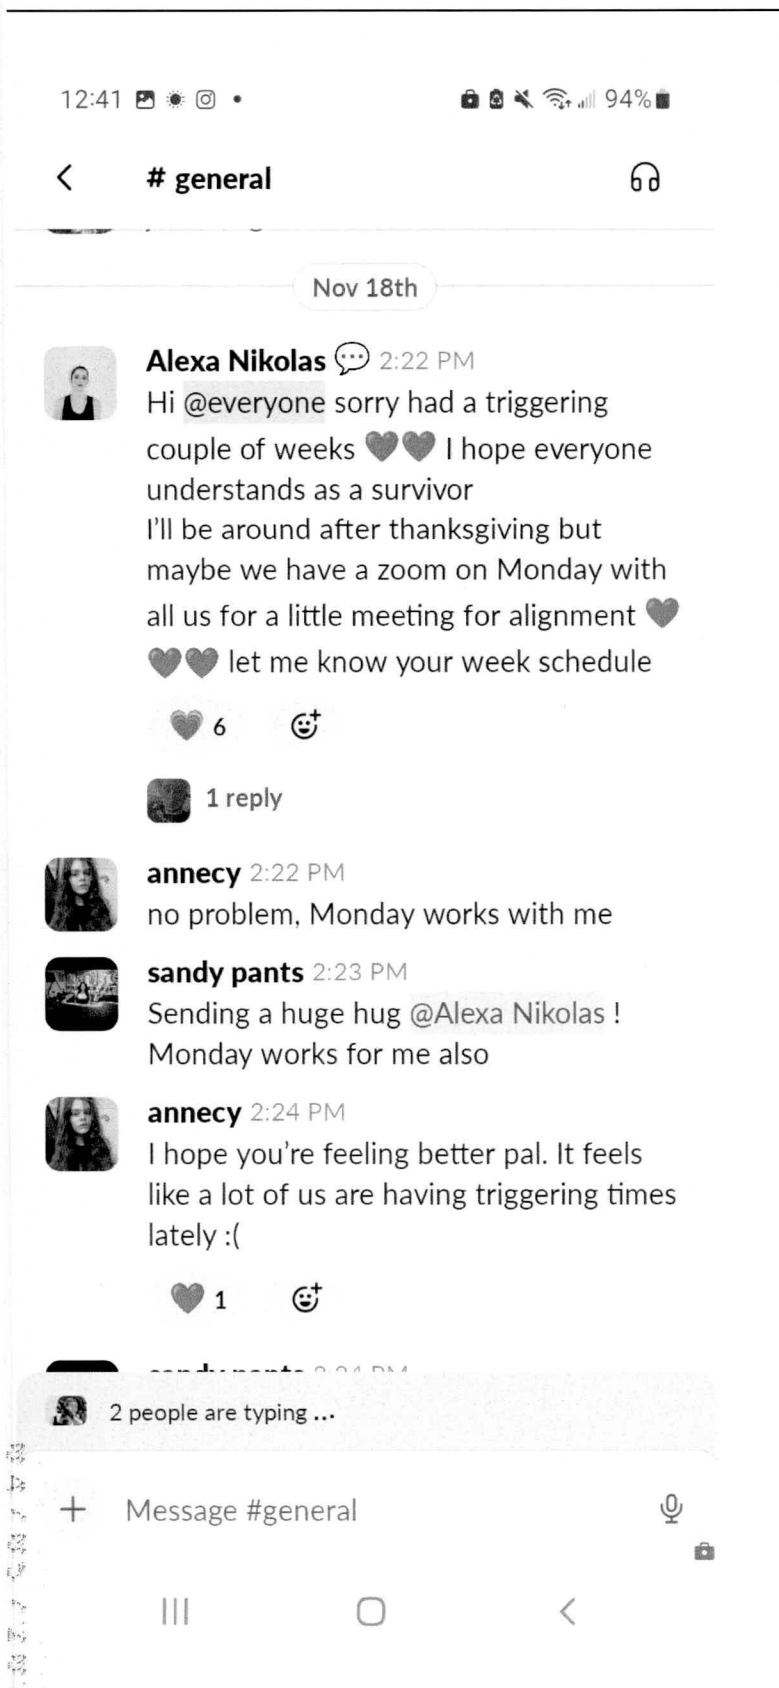 12:41 94%
# general
Nov 18th
Alexa Nikolas 💬 2:22 PM
Hi @everyone sorry had a triggering
couple of weeks 🖤🖤 I hope everyone
understands as a survivor
I'll be around after thanksgiving but
maybe we have a zoom on Monday with
all us for a little meeting for alignment 🖤
🖤🖤 let me know your week schedule
6
1 reply
annecy 2:22 PM
no problem, Monday works with me
sandy pants 2:23 PM
Sending a huge hug @Alexa Nikolas !
Monday works for me also
annecy 2:24 PM
I hope you're feeling better pal. It feels
like a lot of us are having triggering times
lately :(
1
sandy pants 2:24 PM
2 people are typing ...
Message #general